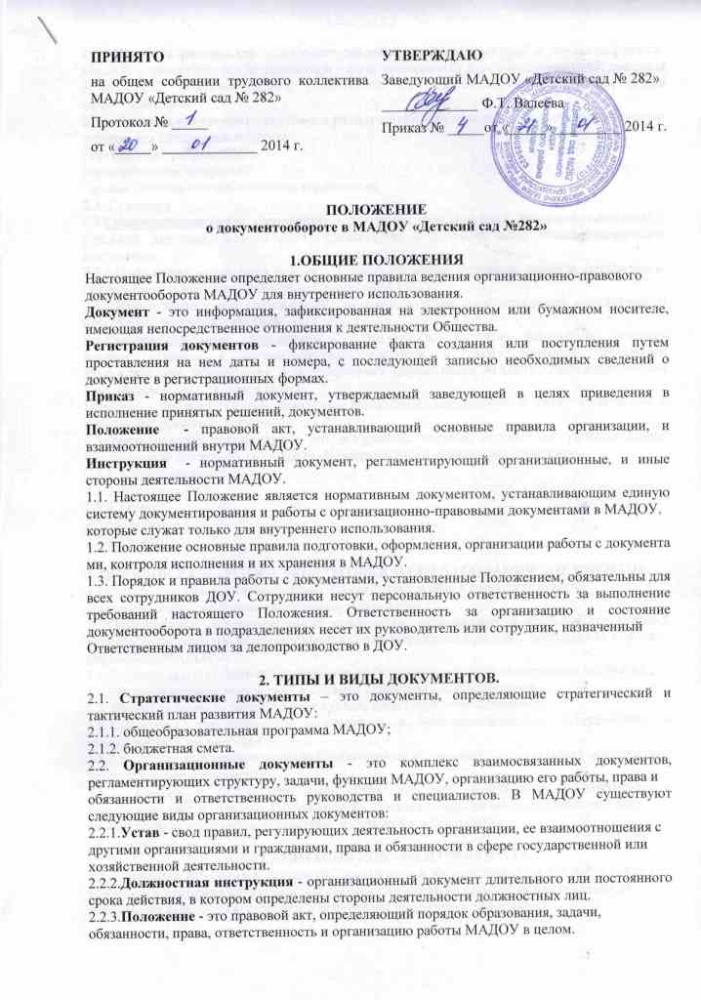 ПРИНЯТО
на общем собрании трудового коллектива
МАДОУ «Детский сад № 282»
Протокол № 1
от « 20 » 01 2014 г.
УТВЕРЖДАЮ
Заведующий МАДОУ «Детский сад № 282»
Ф.Т. Валеева
Приказ № 4 от « 21 » 01 2014 г.
ПОЛОЖЕНИЕ
о документообороте в МАДОУ «Детский сад №282»
1.ОБЩИЕ ПОЛОЖЕНИЯ
Настоящее Положение определяет основные правила ведения организационно-правового
документооборота МАДОУ для внутреннего использования.
Документ - это информация, зафиксированная на электронном или бумажном носителе,
имеющая непосредственное отношения к деятельности Общества.
Регистрация документов - фиксирование факта создания или поступления путем
проставления на нем даты и номера, с последующей записью необходимых сведений о
документе в регистрационных формах.
Приказ - нормативный документ, утверждаемый заведующей в целях приведения в
исполнение принятых решений, документов.
Положение - правовой акт, устанавливающий основные правила организации, и
взаимоотношений внутри МАДОУ.
Инструкция - нормативный документ, регламентирующий организационные, и иные
стороны деятельности МАДОУ.
1.1. Настоящее Положение является нормативным документом, устанавливающим единую
систему документирования и работы с организационно-правовыми документами в МАДОУ,
которые служат только для внутреннего использования.
1.2. Положение основные правила подготовки, оформления, организации работы с документа
ми, контроля исполнения и их хранения в МАДОУ.
1.3. Порядок и правила работы с документами, установленные Положением, обязательны для
всех сотрудников ДОУ. Сотрудники несут персональную ответственность за выполнение
требований настоящего Положения. Ответственность за организацию и состояние
документооборота в подразделениях несет их руководитель или сотрудник, назначенный
Ответственным лицом за делопроизводство в ДОУ.
2. ТИПЫ И ВИДЫ ДОКУМЕНТОВ.
2.1. Стратегические документы – это документы, определяющие стратегический и
тактический план развития МАДОУ:
2.1.1. общеобразовательная программа МАДОУ;
2.1.2. бюджетная смета.
2.2. Организационные документы - это комплекс взаимосвязанных документов,
регламентирующих структуру, задачи, функции МАДОУ, организацию его работы, права и
обязанности и ответственность руководства и специалистов. В МАДОУ существуют
следующие виды организационных документов:
2.2.1.Устав - свод правил, регулирующих деятельность организации, ее взаимоотношения с
другими организациями и гражданами, права и обязанности в сфере государственной или
хозяйственной деятельности.
2.2.2.Должностная инструкция - организационный документ длительного или постоянного
срока действия, в котором определены стороны деятельности должностных лиц.
2.2.3.Положение - это правовой акт, определяющий порядок образования, задачи,
обязанности, права, ответственность и организацию работы МАДОУ в целом.